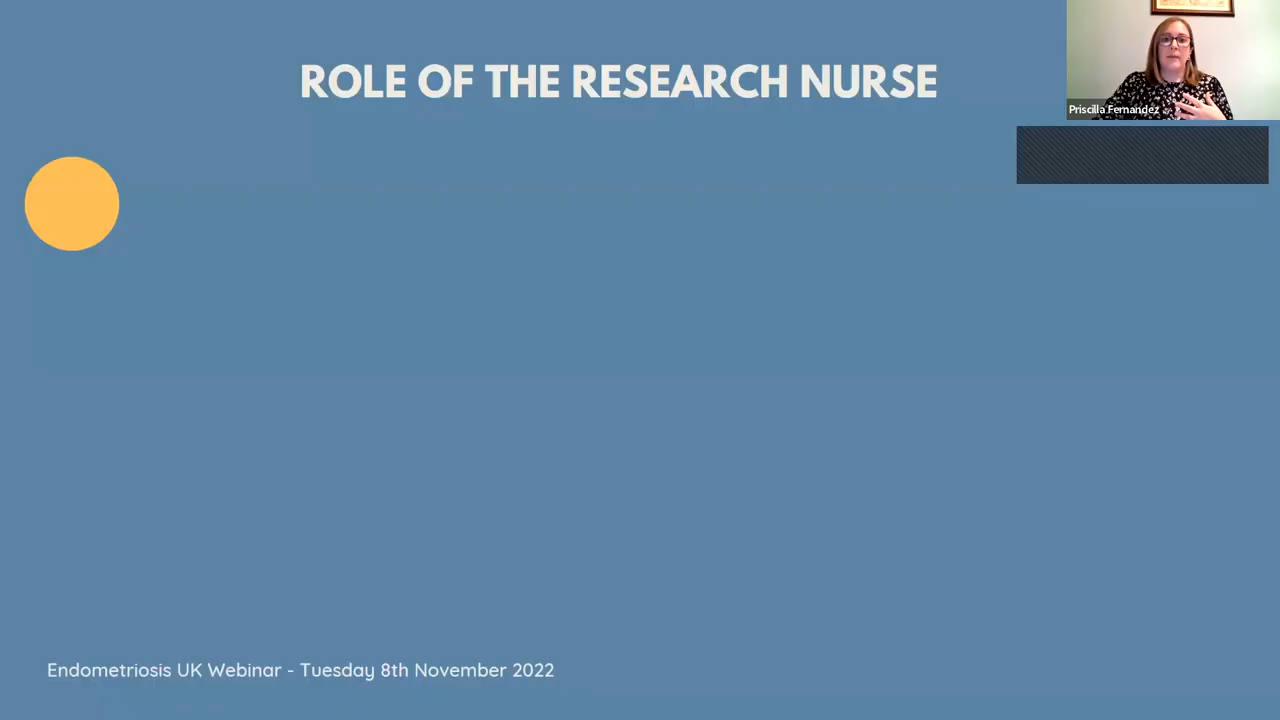 ROLE OF THE RESEARCH NURSE
Priscilla Fernandez
Endometriosis UK Webinar - Tuesday 8th November 2022